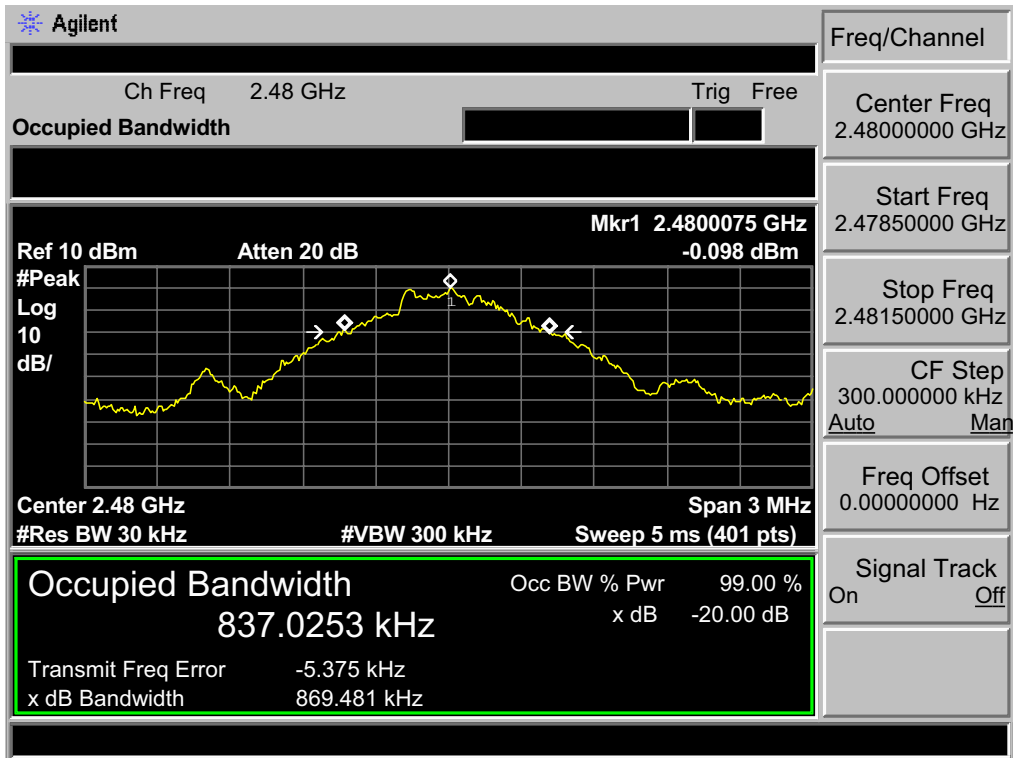 Agilent
Ch Freq 2.48 GHz Trig Free
Occupied Bandwidth
Mkr1 2.4800075 GHz
Ref 10 dBm Atten 20 dB -0.098 dBm
#Peak
Log
10
dB/
1
Center 2.48 GHz Span 3 MHz
#Res BW 30 kHz #VBW 300 kHz Sweep 5 ms (401 pts)
Occupied Bandwidth Occ BW % Pwr 99.00 %
837.0253 kHz x dB -20.00 dB
Transmit Freq Error -5.375 kHz
x dB Bandwidth 869.481 kHz
Freq/Channel
Center Freq
2.48000000 GHz
Start Freq
2.47850000 GHz
Stop Freq
2.48150000 GHz
CF Step
300.000000 kHz
Auto Man
Freq Offset
0.00000000 Hz
Signal Track
On Off